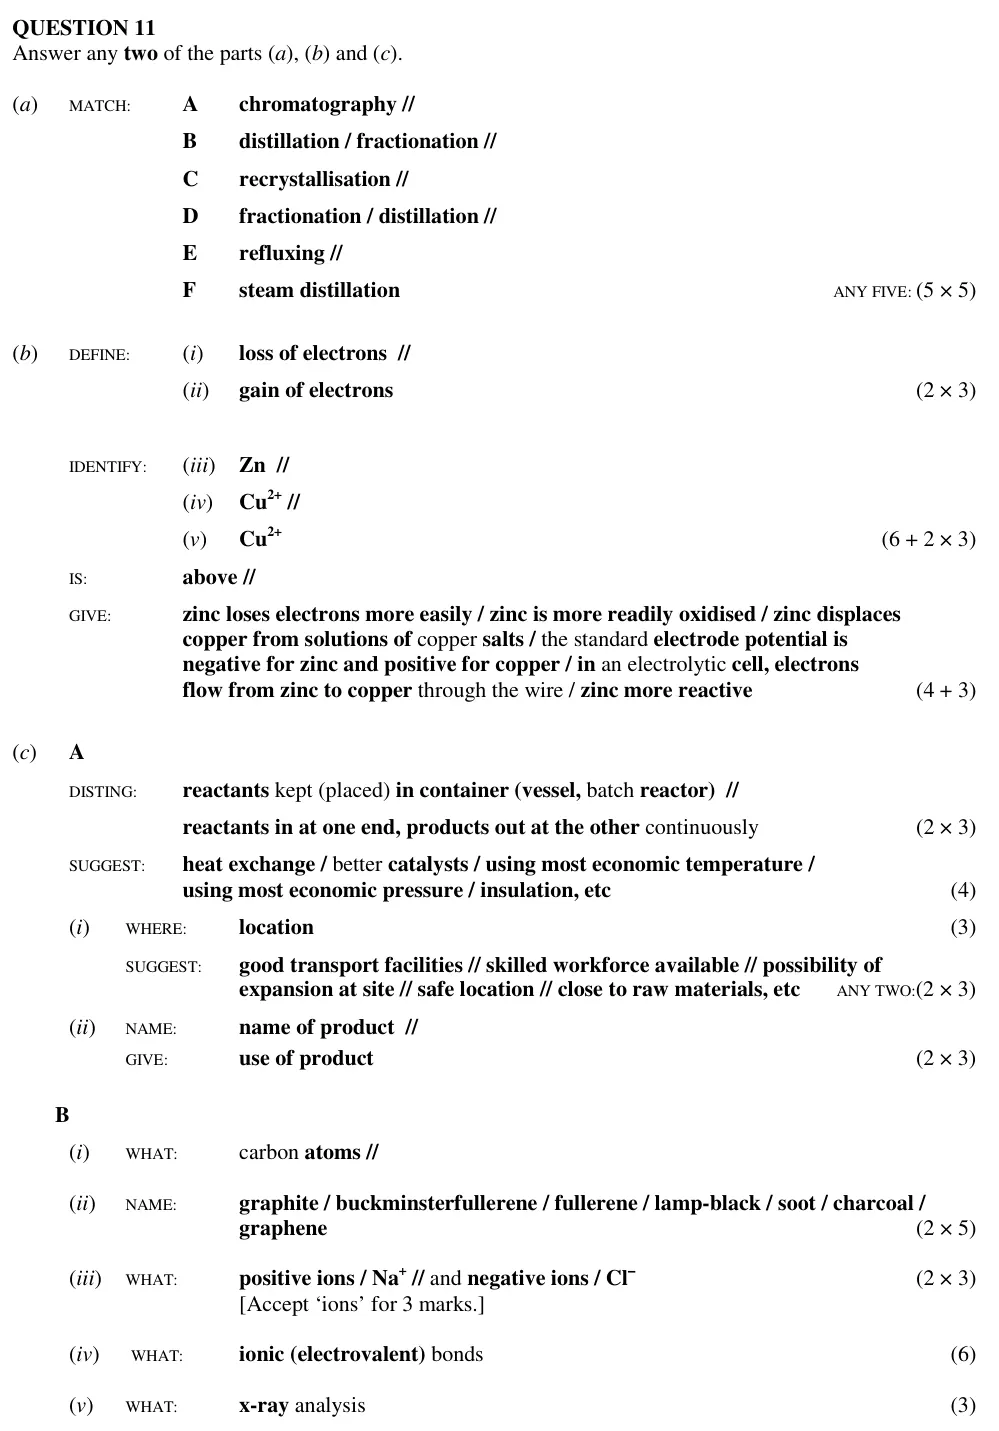 QUESTION 11
Answer any two of the parts (a), (b) and (c).
(a) MATCH: A chromatography //
B distillation / fractionation //
C recrystallisation //
D fractionation / distillation //
E refluxing //
F steam distillation ANY FIVE: (5 × 5)
(b) DEFINE: (i) loss of electrons //
(ii) gain of electrons (2 × 3)
IDENTIFY: (iii) Zn //
(iv) Cu²⁺ //
(v) Cu²⁺ (6 + 2 × 3)
IS: above //
GIVE: zinc loses electrons more easily / zinc is more readily oxidised / zinc displaces
copper from solutions of copper salts / the standard electrode potential is
negative for zinc and positive for copper / in an electrolytic cell, electrons
flow from zinc to copper through the wire / zinc more reactive (4 + 3)
(c) A
DISTING: reactants kept (placed) in container (vessel, batch reactor) //
reactants in at one end, products out at the other continuously (2 × 3)
SUGGEST: heat exchange / better catalysts / using most economic temperature /
using most economic pressure / insulation, etc (4)
(i) WHERE: location (3)
SUGGEST: good transport facilities // skilled workforce available // possibility of
expansion at site // safe location // close to raw materials, etc ANY TWO:(2 × 3)
(ii) NAME: name of product //
GIVE: use of product (2 × 3)
B
(i) WHAT: carbon atoms //
(ii) NAME: graphite / buckminsterfullerene / fullerene / lamp-black / soot / charcoal /
graphene (2 × 5)
(iii) WHAT: positive ions / Na⁺ // and negative ions / Cl⁻ (2 × 3)
[Accept ‘ions’ for 3 marks.]
(iv) WHAT: ionic (electrovalent) bonds (6)
(v) WHAT: x-ray analysis (3)